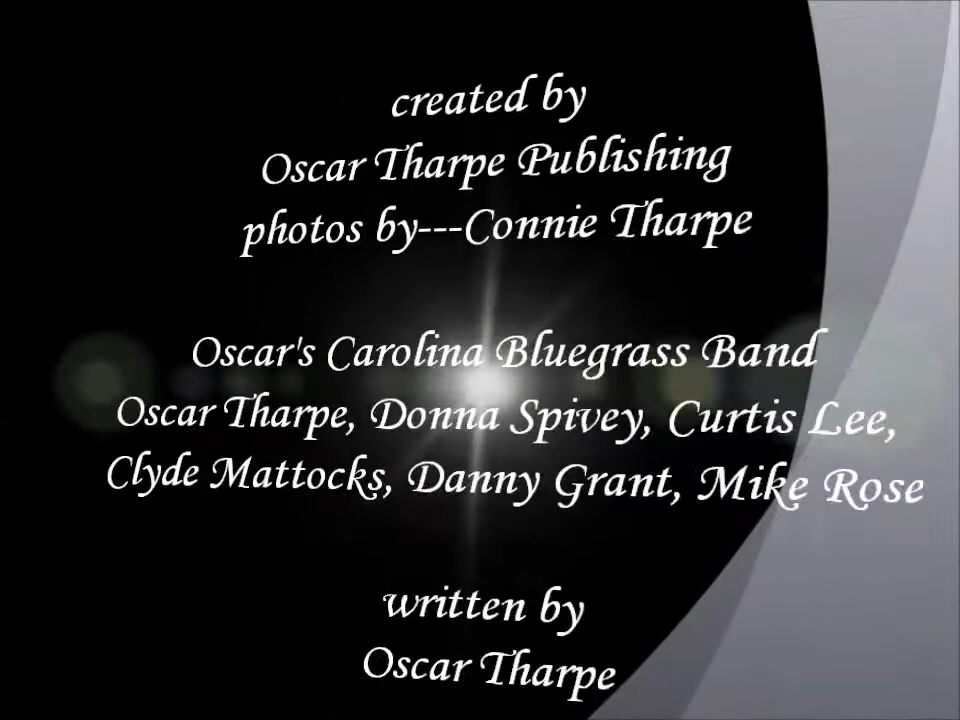 created by
Oscar Tharpe Publishing
photos by---Connie Tharpe
Oscar's Carolina Bluegrass Band
Oscar Tharpe, Donna Spivey, Curtis Lee,
Clyde Mattocks, Danny Grant, Mike Rose
written by
Oscar Tharpe